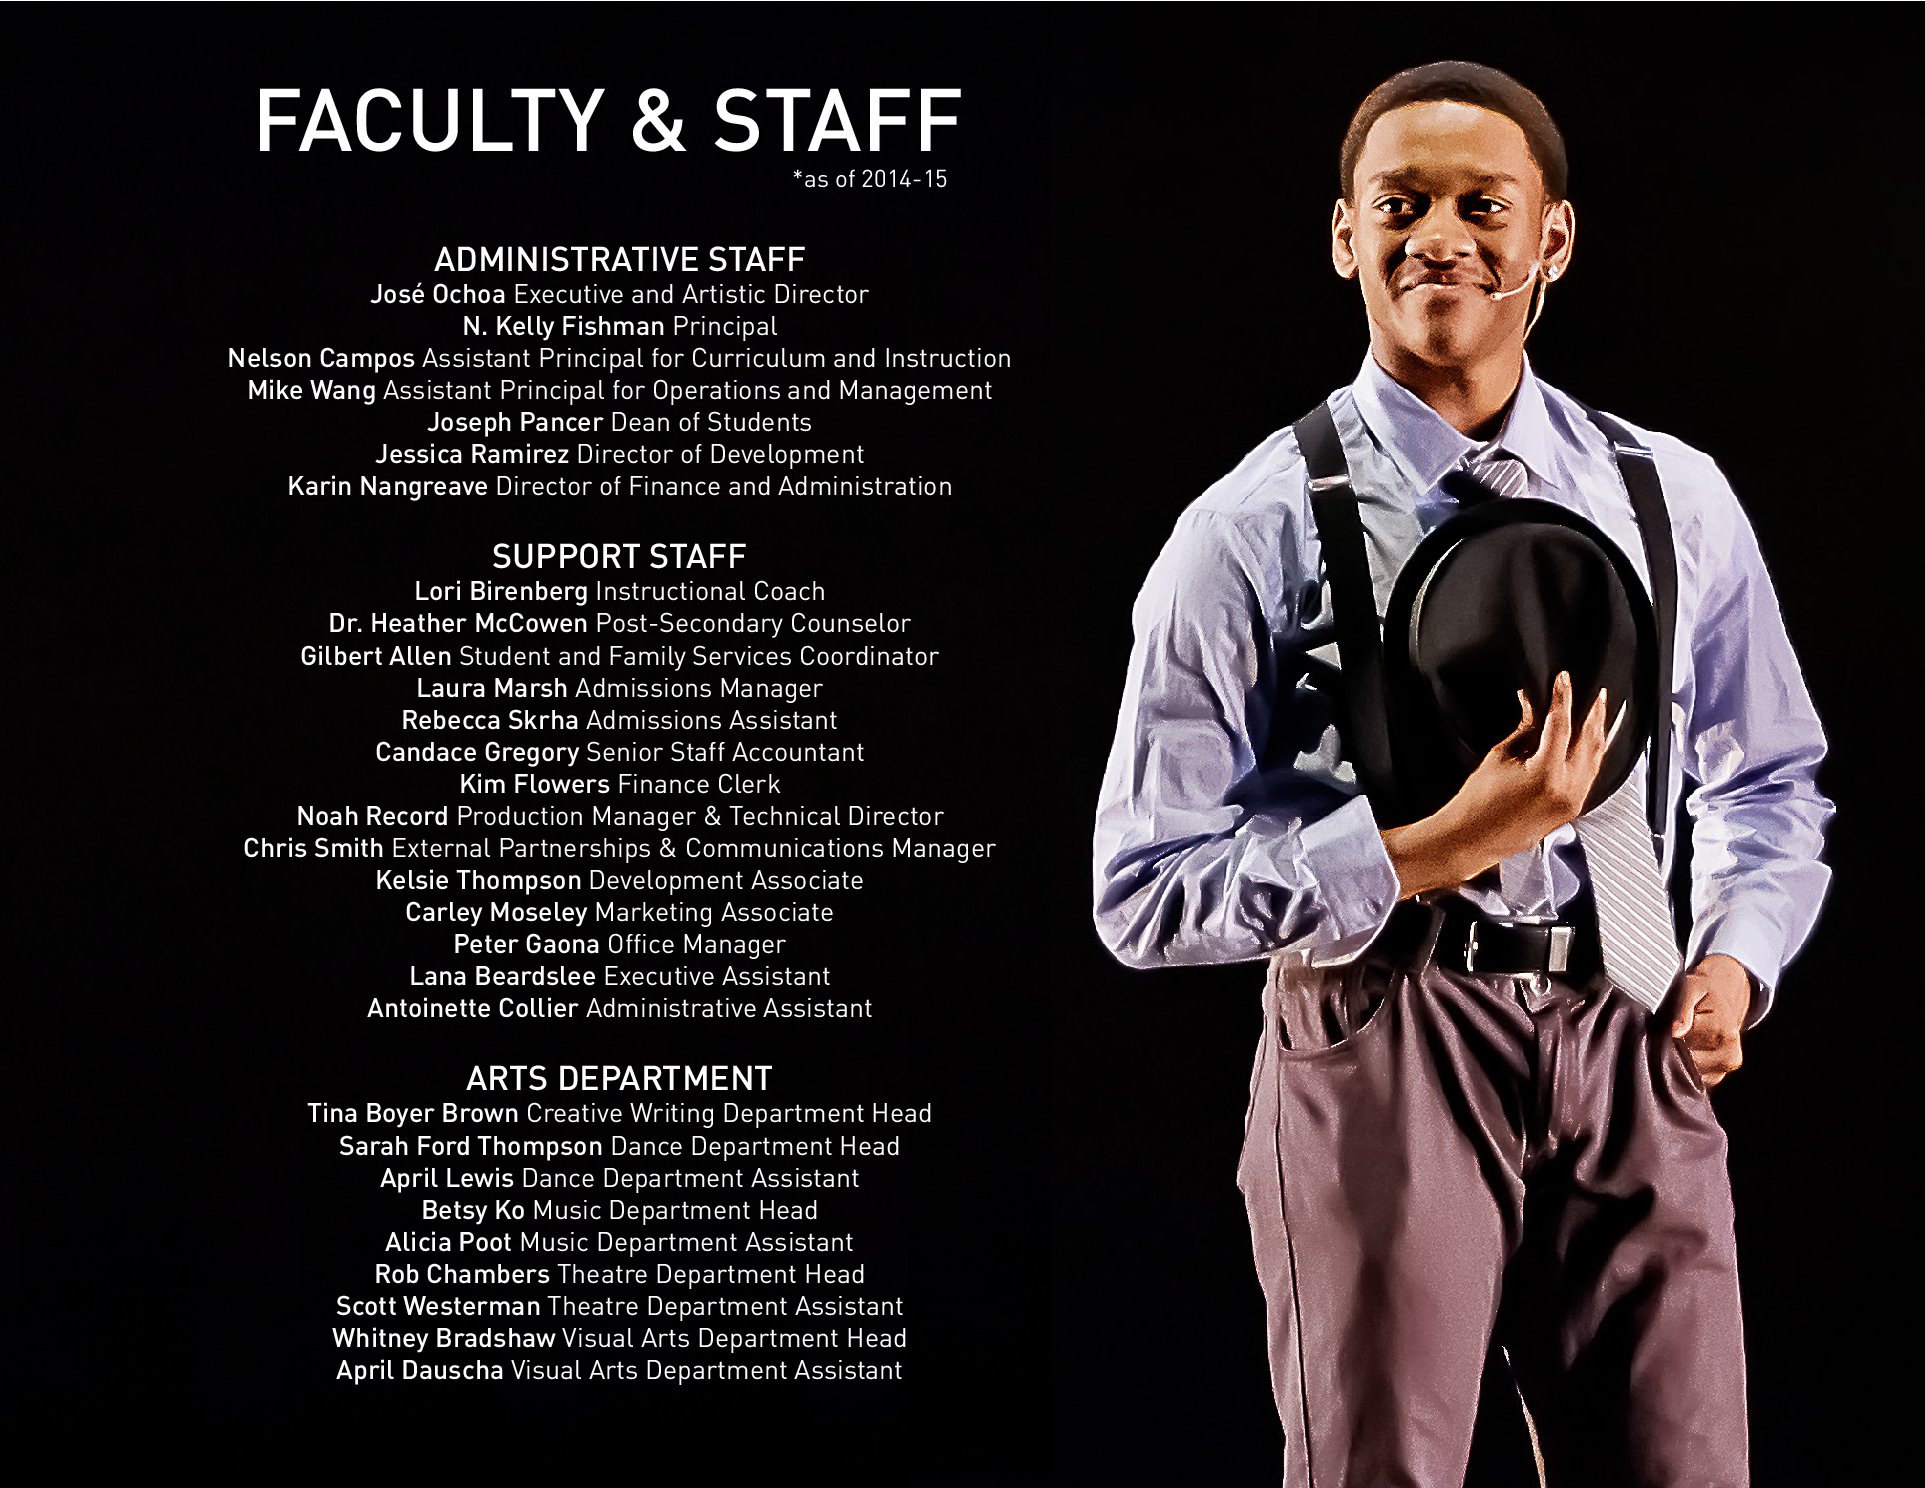 FACULTY & STAFF
*as of 2014-15
ADMINISTRATIVE STAFF
José Ochoa Executive and Artistic Director
N. Kelly Fishman Principal
Nelson Campos Assistant Principal for Curriculum and Instruction
Mike Wang Assistant Principal for Operations and Management
Joseph Pancer Dean of Students
Jessica Ramirez Director of Development
Karin Nangreave Director of Finance and Administration
SUPPORT STAFF
Lori Birenberg Instructional Coach
Dr. Heather McCowen Post-Secondary Counselor
Gilbert Allen Student and Family Services Coordinator
Laura Marsh Admissions Manager
Rebecca Skrha Admissions Assistant
Candace Gregory Senior Staff Accountant
Kim Flowers Finance Clerk
Noah Record Production Manager & Technical Director
Chris Smith External Partnerships & Communications Manager
Kelsie Thompson Development Associate
Carley Moseley Marketing Associate
Peter Gaona Office Manager
Lana Beardslee Executive Assistant
Antoinette Collier Administrative Assistant
ARTS DEPARTMENT
Tina Boyer Brown Creative Writing Department Head
Sarah Ford Thompson Dance Department Head
April Lewis Dance Department Assistant
Betsy Ko Music Department Head
Alicia Poot Music Department Assistant
Rob Chambers Theatre Department Head
Scott Westerman Theatre Department Assistant
Whitney Bradshaw Visual Arts Department Head
April Dauscha Visual Arts Department Assistant